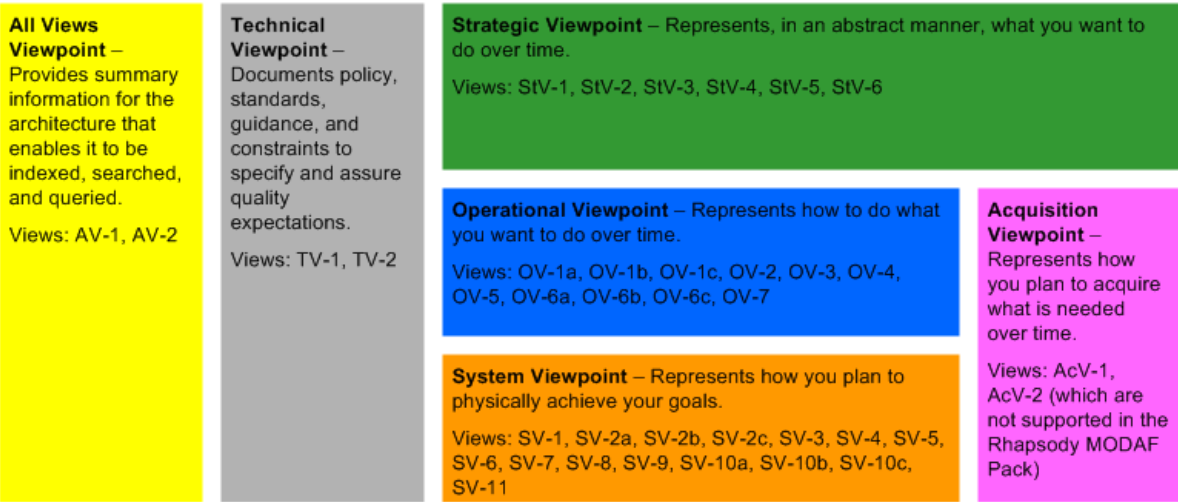 All Views
Viewpoint –
Provides summary
information for the
architecture that
enables it to be
indexed, searched,
and queried.
Views: AV-1, AV-2
Technical
Viewpoint –
Documents policy,
standards,
guidance, and
constraints to
specify and assure
quality
expectations.
Views: TV-1, TV-2
Strategic Viewpoint – Represents, in an abstract manner, what you want to
do over time.
Views: StV-1, StV-2, StV-3, StV-4, StV-5, StV-6
Operational Viewpoint – Represents how to do what
you want to do over time.
Views: OV-1a, OV-1b, OV-1c, OV-2, OV-3, OV-4,
OV-5, OV-6a, OV-6b, OV-6c, OV-7
System Viewpoint – Represents how you plan to
physically achieve your goals.
Views: SV-1, SV-2a, SV-2b, SV-2c, SV-3, SV-4, SV-5,
SV-6, SV-7, SV-8, SV-9, SV-10a, SV-10b, SV-10c,
SV-11
Acquisition
Viewpoint –
Represents how
you plan to acquire
what is needed
over time.
Views: AcV-1,
AcV-2 (which are
not supported in the
Rhapsody MODAF
Pack)